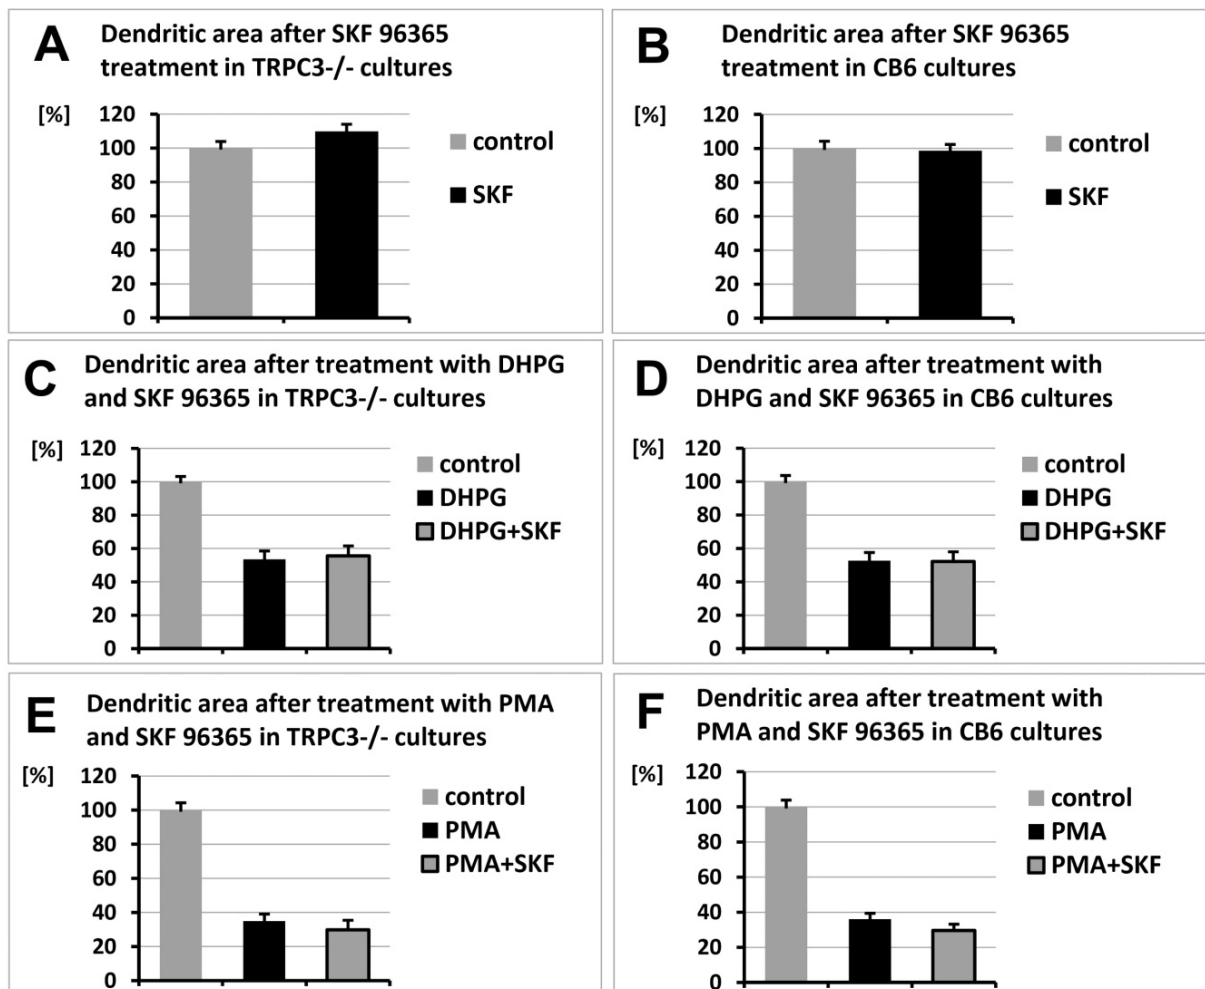 A
Dendritic area after SKF 96365
treatment in TRPC3-/- cultures
[%]
120
100
80
60
40
20
0
control
SKF
B
Dendritic area after SKF 96365
treatment in CB6 cultures
[%]
120
100
80
60
40
20
0
control
SKF
C
Dendritic area after treatment with DHPG
and SKF 96365 in TRPC3-/- cultures
[%]
120
100
80
60
40
20
0
control
DHPG
DHPG+SKF
D
Dendritic area after treatment with
DHPG and SKF 96365 in CB6 cultures
[%]
120
100
80
60
40
20
0
control
DHPG
DHPG+SKF
E
Dendritic area after treatment with PMA
and SKF 96365 in TRPC3-/- cultures
[%]
120
100
80
60
40
20
0
control
PMA
PMA+SKF
F
Dendritic area after treatment with
PMA and SKF 96365 in CB6 cultures
[%]
120
100
80
60
40
20
0
control
PMA
PMA+SKF